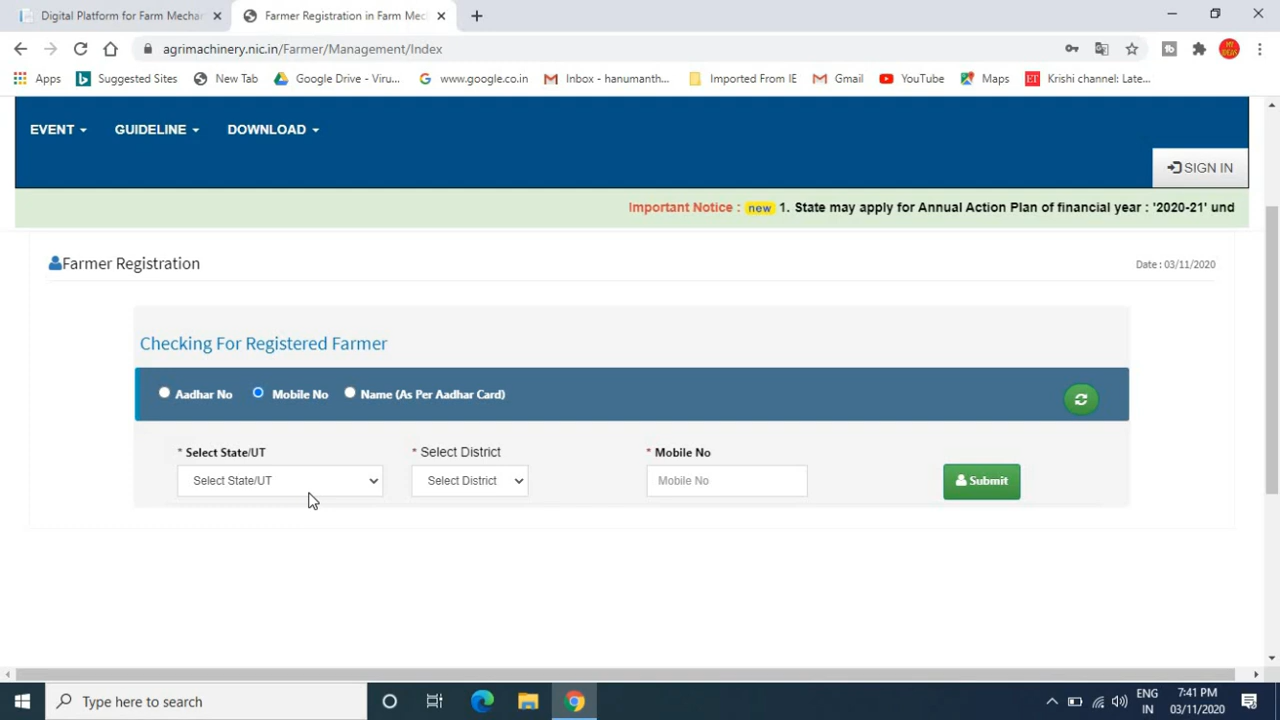 Digital Platform for Farm Mechan
Farmer Registration in Farm Mec
agrimachinery.nic.in/Farmer/Management/Index
MY IDEAS
Apps
Suggested Sites
New Tab
Google Drive - Viru...
www.google.co.in
Inbox - hanumanth...
Imported From IE
Gmail
YouTube
Maps
ET
Krishi channel: Late...
EVENT
GUIDELINE
DOWNLOAD
SIGN IN
Important Notice : new 1. State may apply for Annual Action Plan of financial year : '2020-21' und
Farmer Registration
Date : 03/11/2020
Checking For Registered Farmer
Aadhar No
Mobile No
Name (As Per Aadhar Card)
* Select State/UT
* Select District
* Mobile No
Select State/UT
Select District
Mobile No
Submit
Type here to search
ENG
IN
7:41 PM
03/11/2020